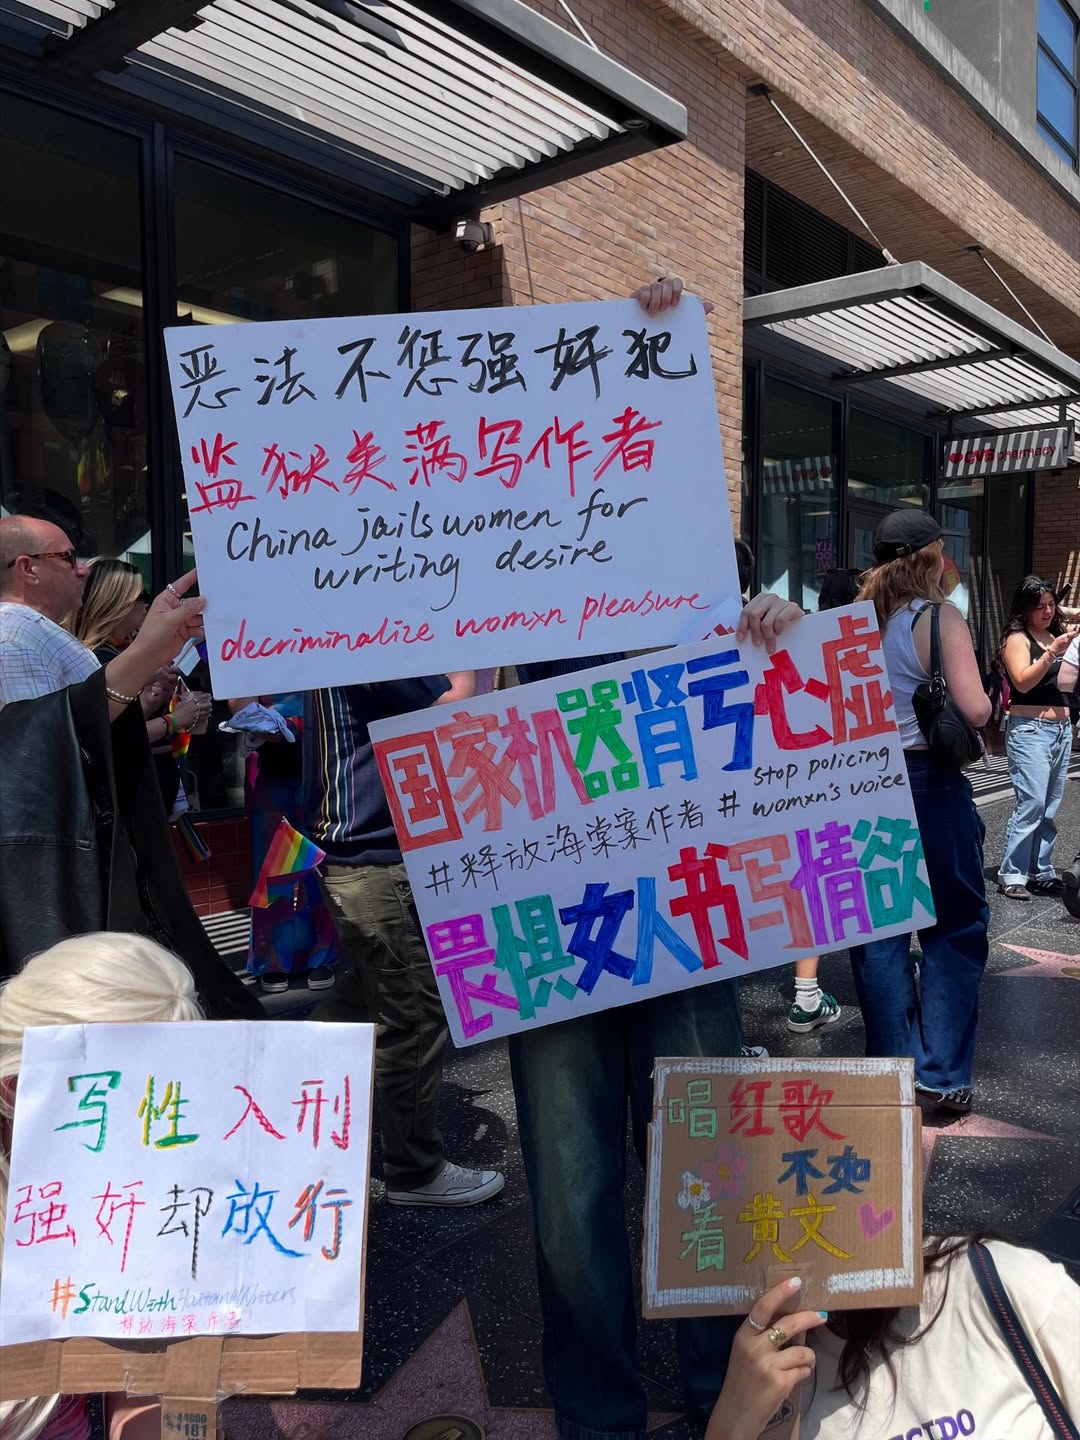 恶法不惩强奸犯
监狱关满写作者
China jails women for
writing desire
decriminalize womxn pleasure
国家机器肾亏心虚
#释放海棠案作者 # stop policing
womxn's voice
畏惧女人书写情欲
写性入刑
强奸却放行
#StandWithHaitangWriters
释放海棠案作者
唱红歌
不如
看黄文
CVS pharmacy